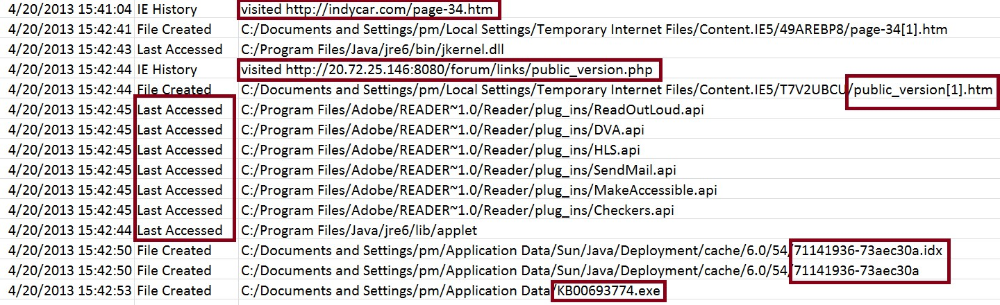 4/20/2013 15:41:04 IE History visited http://indycar.com/page-34.htm
4/20/2013 15:42:41 File Created C:/Documents and Settings/pm/Local Settings/Temporary Internet Files/Content.IE5/49AREBP8/page-34[1].htm
4/20/2013 15:42:43 Last Accessed C:/Program Files/Java/jre6/bin/jkernel.dll
4/20/2013 15:42:44 IE History visited http://20.72.25.146:8080/forum/links/public_version.php
4/20/2013 15:42:44 File Created C:/Documents and Settings/pm/Local Settings/Temporary Internet Files/Content.IE5/T7V2UBCU/public_version[1].htm
4/20/2013 15:42:45 Last Accessed C:/Program Files/Adobe/READER~1.0/Reader/plug_ins/ReadOutLoud.api
4/20/2013 15:42:45 Last Accessed C:/Program Files/Adobe/READER~1.0/Reader/plug_ins/DVA.api
4/20/2013 15:42:45 Last Accessed C:/Program Files/Adobe/READER~1.0/Reader/plug_ins/HLS.api
4/20/2013 15:42:45 Last Accessed C:/Program Files/Adobe/READER~1.0/Reader/plug_ins/SendMail.api
4/20/2013 15:42:45 Last Accessed C:/Program Files/Adobe/READER~1.0/Reader/plug_ins/MakeAccessible.api
4/20/2013 15:42:45 Last Accessed C:/Program Files/Adobe/READER~1.0/Reader/plug_ins/Checkers.api
4/20/2013 15:42:44 Last Accessed C:/Program Files/Java/jre6/lib/applet
4/20/2013 15:42:50 File Created C:/Documents and Settings/pm/Application Data/Sun/Java/Deployment/cache/6.0/54/71141936-73aec30a.idx
4/20/2013 15:42:50 File Created C:/Documents and Settings/pm/Application Data/Sun/Java/Deployment/cache/6.0/54/71141936-73aec30a
4/20/2013 15:42:53 File Created C:/Documents and Settings/pm/Application Data/KB00693774.exe